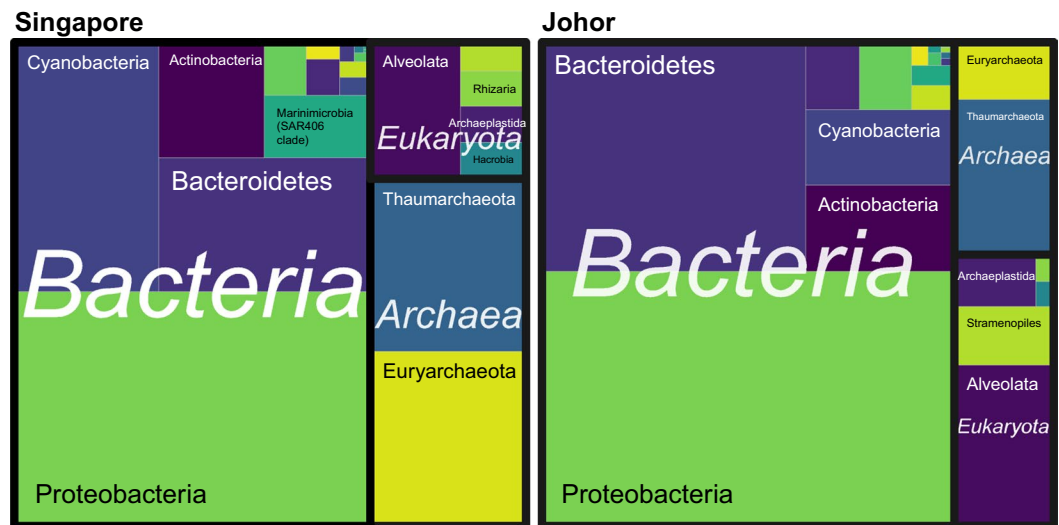 Singapore
Cyanobacteria
Actinobacteria
Marinimicrobia
(SAR406
clade)
Bacteroidetes
Bacteria
Proteobacteria
Alveolata
Rhizaria
Archaeplastida
Eukaryota
Hacrobia
Thaumarchaeota
Archaea
Euryarchaeota
Johor
Bacteroidetes
Cyanobacteria
Actinobacteria
Bacteria
Proteobacteria
Euryarchaeota
Thaumarchaeota
Archaea
Archaeplastida
Stramenopiles
Alveolata
Eukaryota